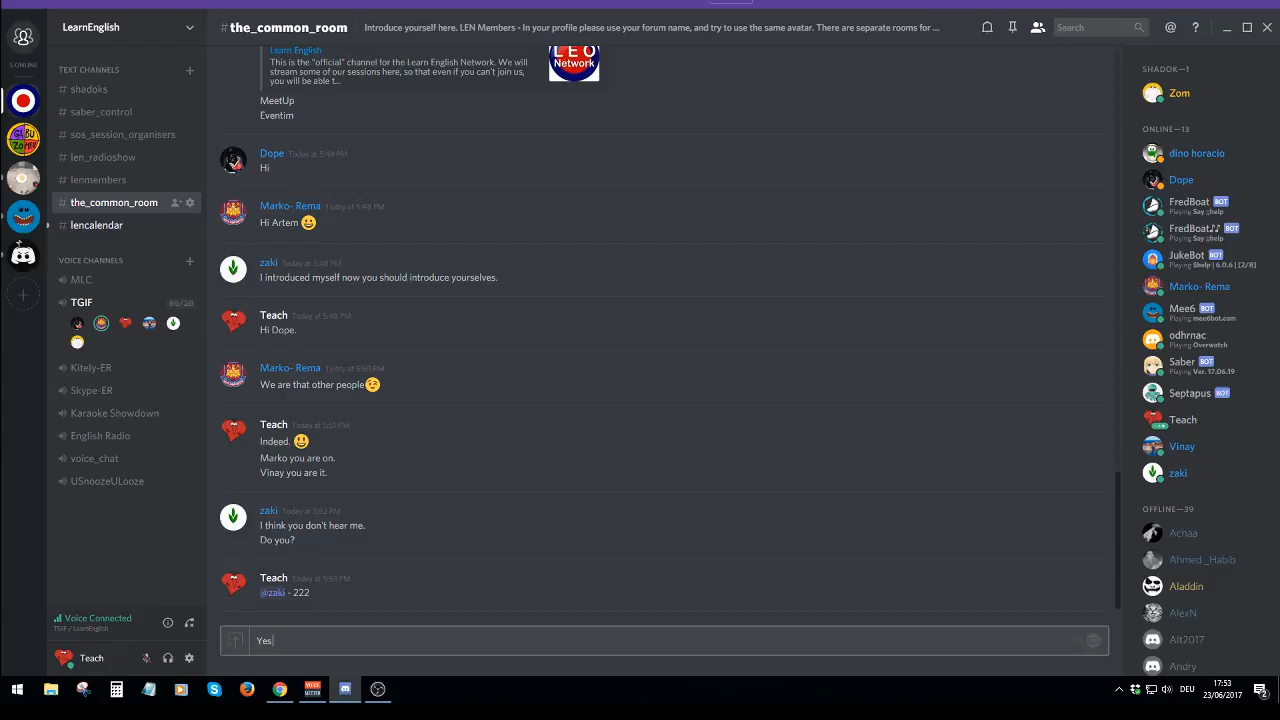 LearnEnglish
#the_common_room
Introduce yourself here. LEN Members - In your profile please use your forum name, and try to use the same avatar. There are separate rooms for ...
Search
5 ONLINE
TEXT CHANNELS
# shadoks
# saber_control
# sos_session_organisers
# len_radioshow
# lenmembers
# the_common_room
# lencalendar
VOICE CHANNELS
MLC
TGIF
06/20
Kitely-ER
Skype-ER
Karaoke Showdown
English Radio
voice_chat
USnoozeULooze
Voice Connected
TGIF / LearnEnglish
Teach
Learn English
This is the "official" channel for the Learn English Network. We will
stream some of our sessions here, so that even if you can't join us,
you will be able t...
LEO
Network
MeetUp
Eventim
Dope Today at 5:48 PM
Hi
Marko- Rema Today at 5:48 PM
Hi Artem
zaki Today at 5:48 PM
I introduced myself now you should introduce yourselves.
Teach Today at 5:48 PM
Hi Dope.
Marko- Rema Today at 5:50 PM
We are that other people
Teach Today at 5:51 PM
Indeed.
Marko you are on.
Vinay you are it.
zaki Today at 5:52 PM
I think you don't hear me.
Do you?
Teach Today at 5:53 PM
@zaki - 222
Yes
SHADOK—1
Zom
ONLINE—13
dino horacio
Dope
FredBoat BOT
Playing Say ;;help
FredBoat♪♪ BOT
Playing Say ;;help
JukeBot BOT
Playing $help | 6.0.6 | [2/8]
Marko- Rema
Mee6 BOT
Playing mee6bot.com
odhrnac
Playing Overwatch
Saber BOT
Playing Ver. 17.06.19
Septapus BOT
Teach
Vinay
zaki
OFFLINE—39
Achaa
Ahmed _Habib
Aladdin
AlexN
Alt2017
Andry
VOICE
MEETER
DEU
17:53
23/06/2017
2